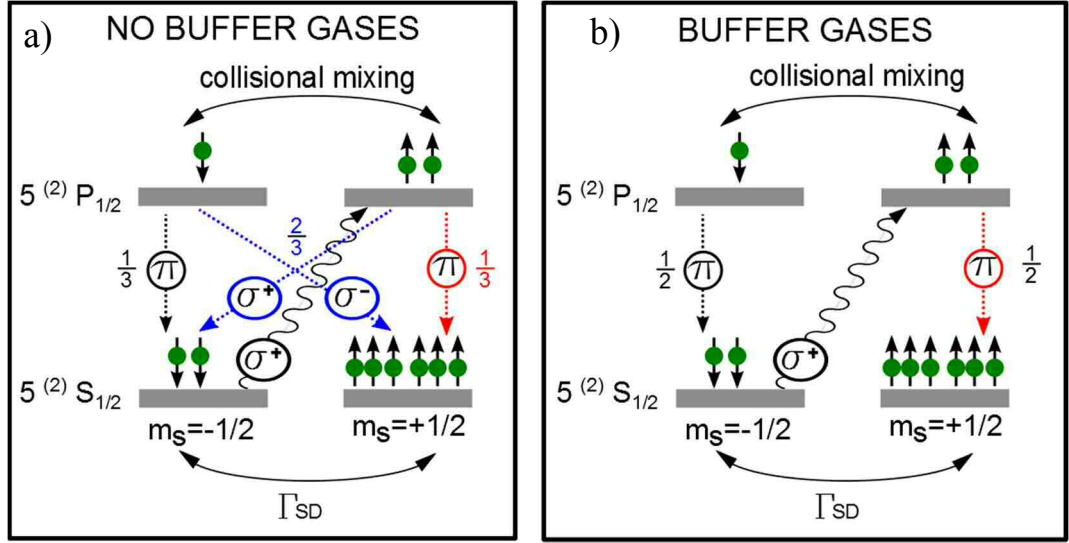 a) NO BUFFER GASES
collisional mixing
5 (2) P1/2
1/3 π 2/3 π 1/3
σ+ σ-
σ+
5 (2) S1/2
ms=-1/2 ms=+1/2
ΓSD
b) BUFFER GASES
collisional mixing
5 (2) P1/2
1/2 π π 1/2
σ+
5 (2) S1/2
ms=-1/2 ms=+1/2
ΓSD